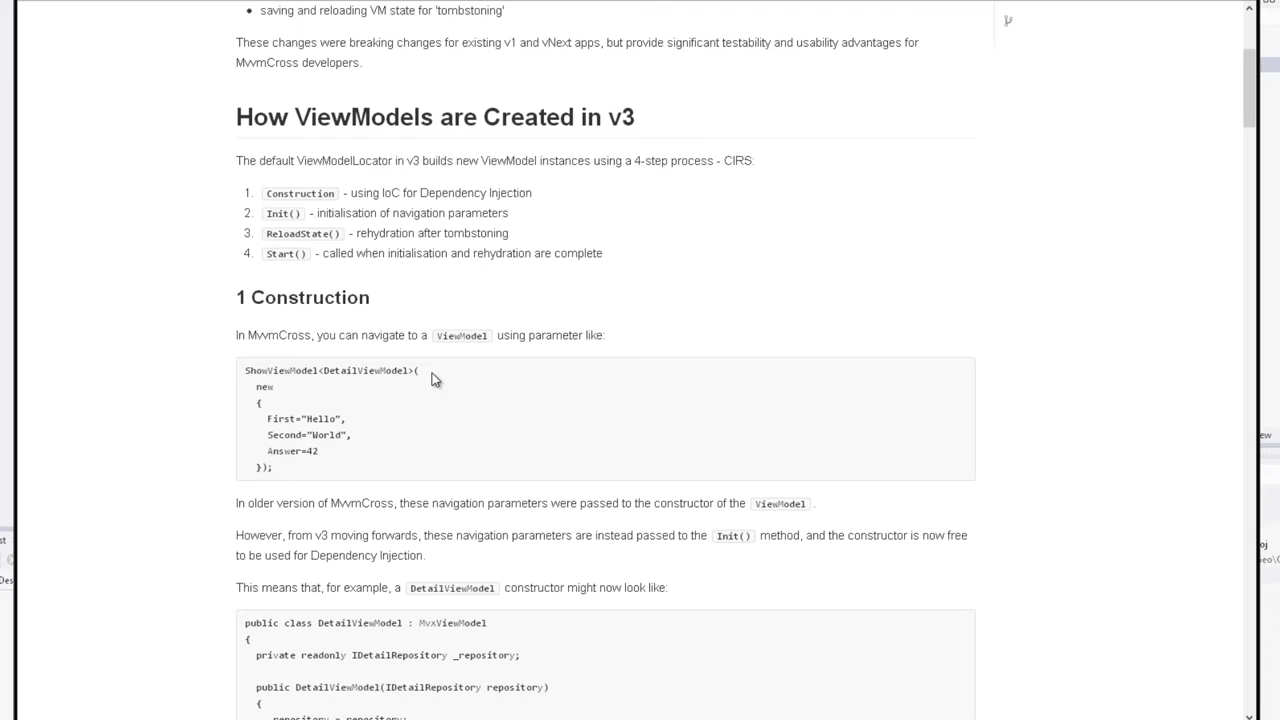 saving and reloading VM state for 'tombstoning'
These changes were breaking changes for existing v1 and vNext apps, but provide significant testability and usability advantages for
MvvmCross developers.
How ViewModels are Created in v3
The default ViewModelLocator in v3 builds new ViewModel instances using a 4-step process - CIRS:
1. Construction - using IoC for Dependency Injection
2. Init() - initialisation of navigation parameters
3. ReloadState() - rehydration after tombstoning
4. Start() - called when initialisation and rehydration are complete
1 Construction
In MvvmCross, you can navigate to a ViewModel using parameter like:
ShowViewModel<DetailViewModel>(
new
{
First="Hello",
Second="World",
Answer=42
});
In older version of MvvmCross, these navigation parameters were passed to the constructor of the ViewModel .
However, from v3 moving forwards, these navigation parameters are instead passed to the Init() method, and the constructor is now free
to be used for Dependency Injection.
This means that, for example, a DetailViewModel constructor might now look like:
public class DetailViewModel : MvxViewModel
{
private readonly IDetailRepository _repository;
public DetailViewModel(IDetailRepository repository)
{